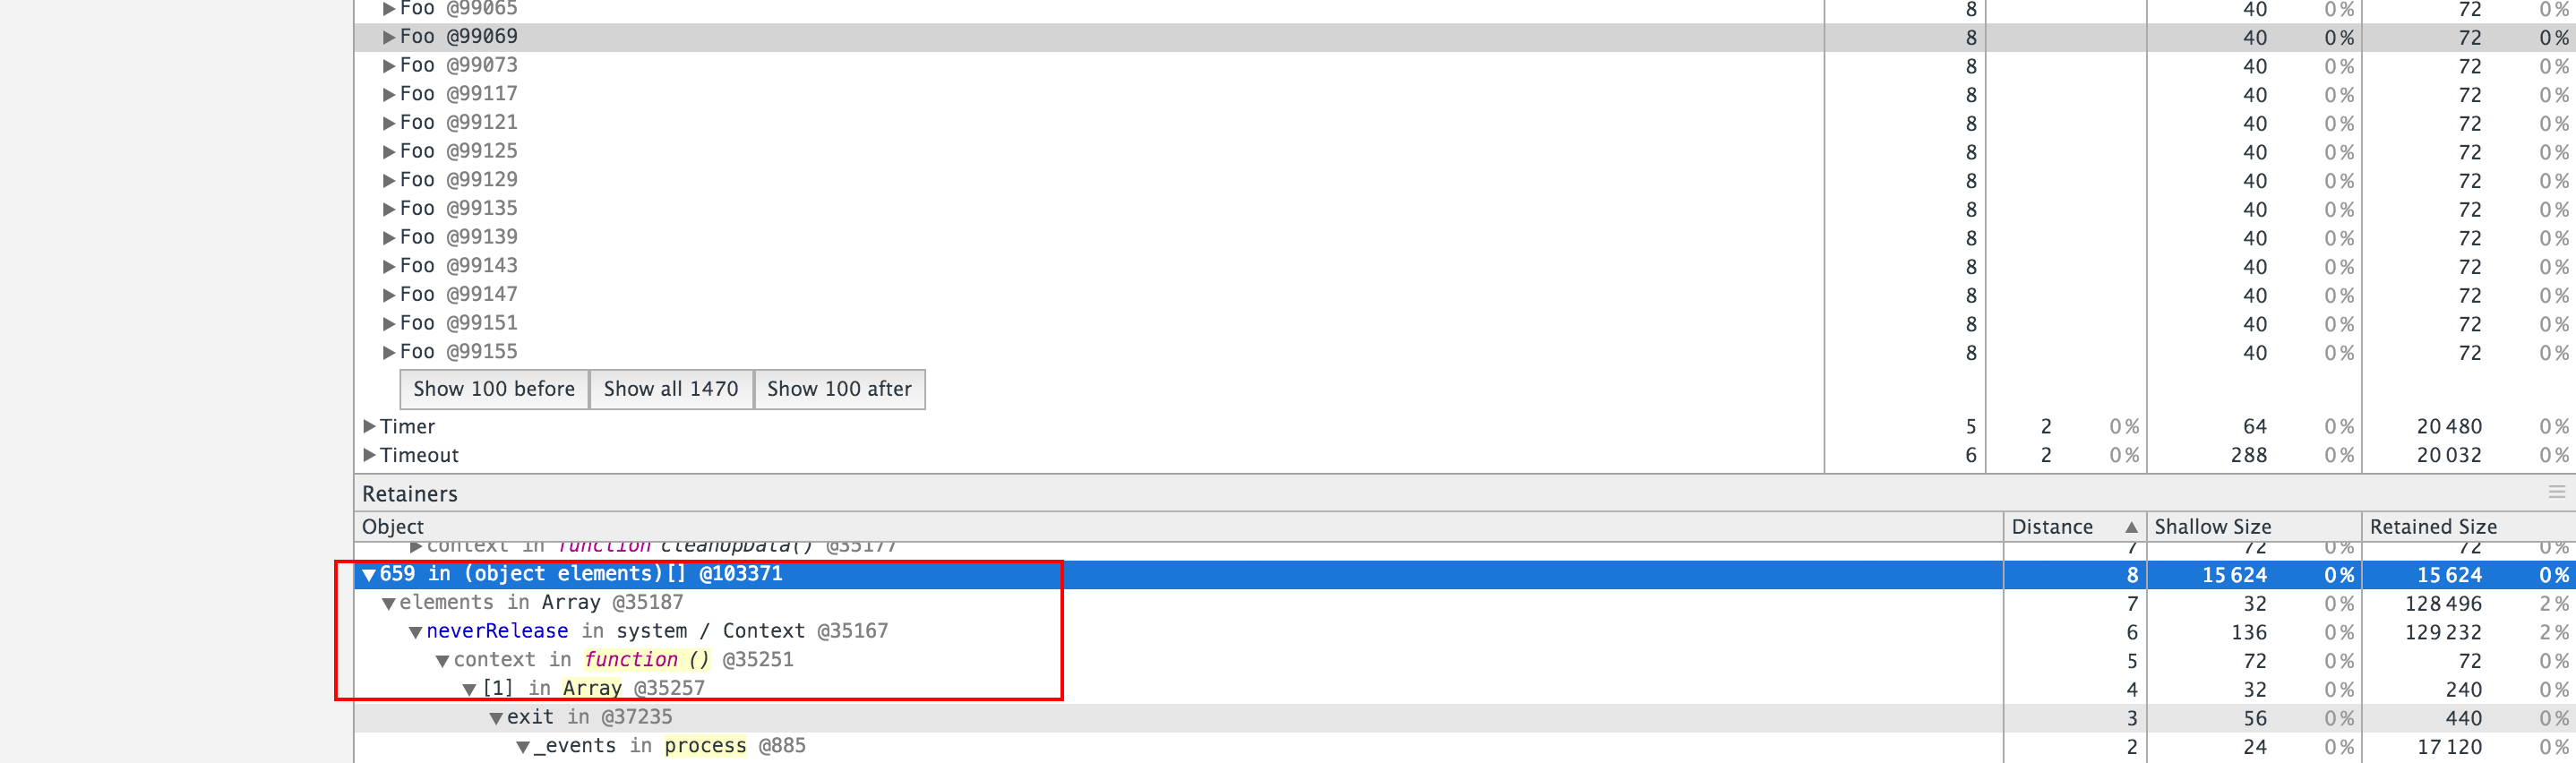 ▶Foo @99065 8 40 0% 72 0%
▶Foo @99069 8 40 0% 72 0%
▶Foo @99073 8 40 0% 72 0%
▶Foo @99117 8 40 0% 72 0%
▶Foo @99121 8 40 0% 72 0%
▶Foo @99125 8 40 0% 72 0%
▶Foo @99129 8 40 0% 72 0%
▶Foo @99135 8 40 0% 72 0%
▶Foo @99139 8 40 0% 72 0%
▶Foo @99143 8 40 0% 72 0%
▶Foo @99147 8 40 0% 72 0%
▶Foo @99151 8 40 0% 72 0%
▶Foo @99155 8 40 0% 72 0%
Show 100 before Show all 1470 Show 100 after
▶Timer 5 2 0% 64 0% 20 480 0%
▶Timeout 6 2 0% 288 0% 20 032 0%
Retainers
Object Distance ▲ Shallow Size Retained Size
▶context in function cleanUpData() @35177 7 72 0% 72 0%
▼659 in (object elements)[] @103371 8 15 624 0% 15 624 0%
▼elements in Array @35187 7 32 0% 128 496 2%
▼neverRelease in system / Context @35167 6 136 0% 129 232 2%
▼context in function () @35251 5 72 0% 72 0%
▼[1] in Array @35257 4 32 0% 240 0%
▼exit in @37235 3 56 0% 440 0%
▼_events in process @885 2 24 0% 17 120 0%